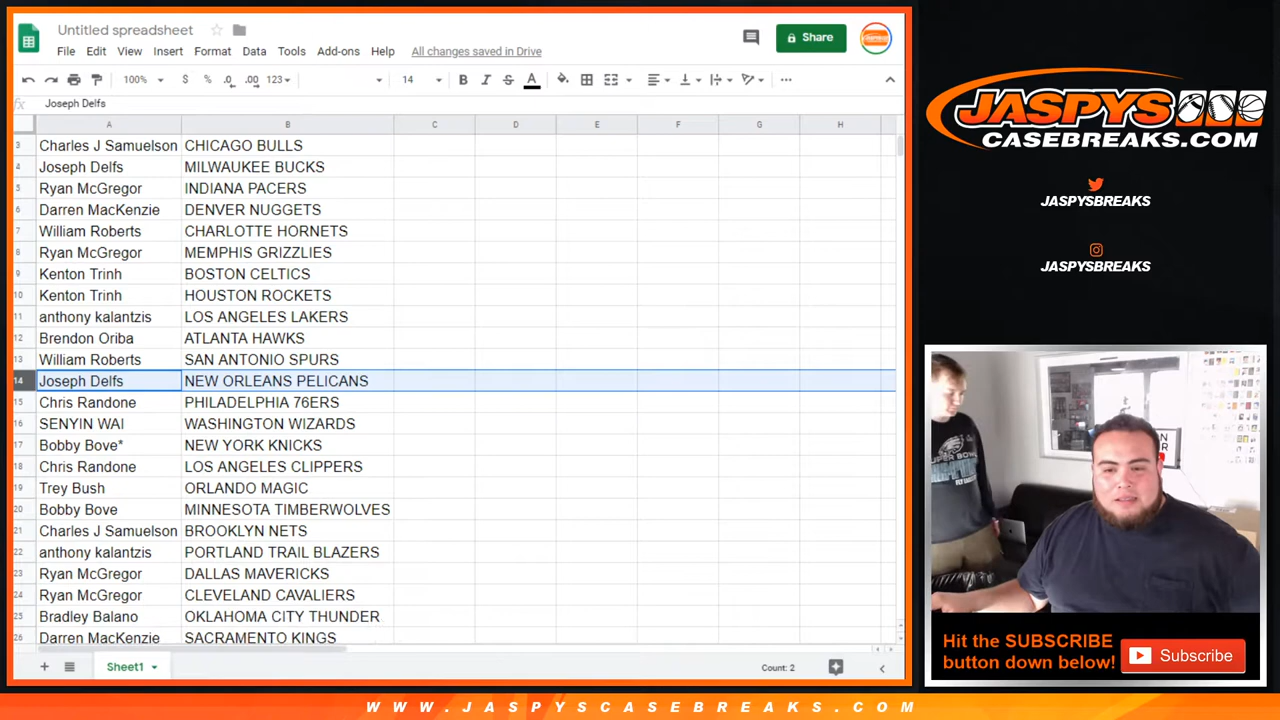 Untitled spreadsheet
File Edit View Insert Format Data Tools Add-ons Help All changes saved in Drive
Share
100% $ % .0 .00 123 14 B I S A
fx Joseph Delfs
A B C D E F G H
3 Charles J Samuelson CHICAGO BULLS
4 Joseph Delfs MILWAUKEE BUCKS
5 Ryan McGregor INDIANA PACERS
6 Darren MacKenzie DENVER NUGGETS
7 William Roberts CHARLOTTE HORNETS
8 Ryan McGregor MEMPHIS GRIZZLIES
9 Kenton Trinh BOSTON CELTICS
10 Kenton Trinh HOUSTON ROCKETS
11 anthony kalantzis LOS ANGELES LAKERS
12 Brendon Oriba ATLANTA HAWKS
13 William Roberts SAN ANTONIO SPURS
14 Joseph Delfs NEW ORLEANS PELICANS
15 Chris Randone PHILADELPHIA 76ERS
16 SENYIN WAI WASHINGTON WIZARDS
17 Bobby Bove* NEW YORK KNICKS
18 Chris Randone LOS ANGELES CLIPPERS
19 Trey Bush ORLANDO MAGIC
20 Bobby Bove MINNESOTA TIMBERWOLVES
21 Charles J Samuelson BROOKLYN NETS
22 anthony kalantzis PORTLAND TRAIL BLAZERS
23 Ryan McGregor DALLAS MAVERICKS
24 Ryan McGregor CLEVELAND CAVALIERS
25 Bradley Balano OKLAHOMA CITY THUNDER
26 Darren MacKenzie SACRAMENTO KINGS
Sheet1
Count: 2
JASPYS
CASEBREAKS.COM
JASPYSBREAKS
JASPYSBREAKS
SUPER BOWL
Hit the SUBSCRIBE
button down below!
Subscribe
WWW.JASPYSCASEBREAKS.COM